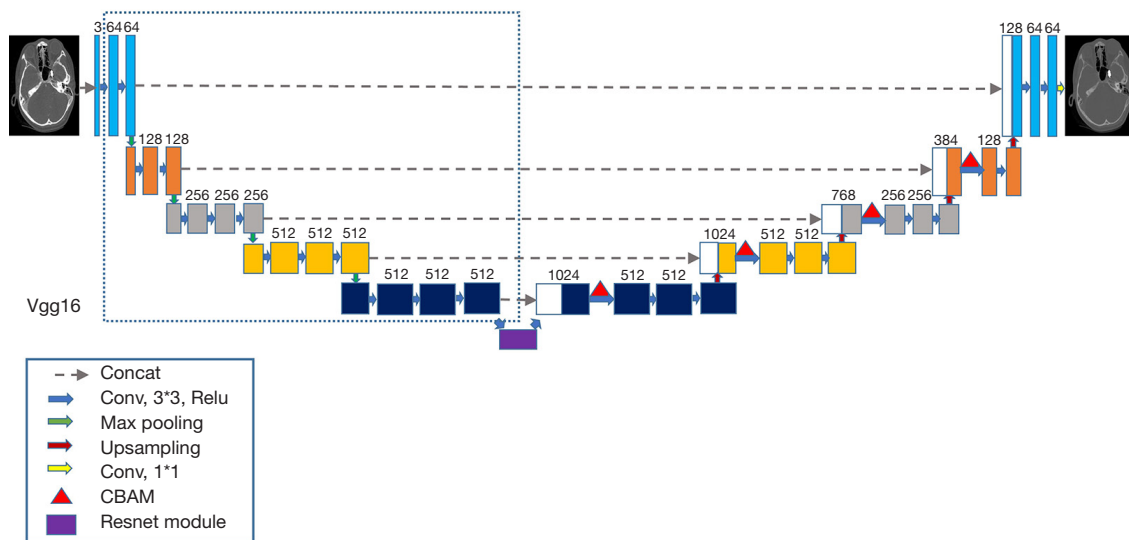 3 64 64
128 64 64
128 128
384 128
256 256 256
768 256 256
512 512 512
1024 512 512
512 512 512
1024 512 512
Vgg16
Concat
Conv, 3*3, Relu
Max pooling
Upsampling
Conv, 1*1
CBAM
Resnet module